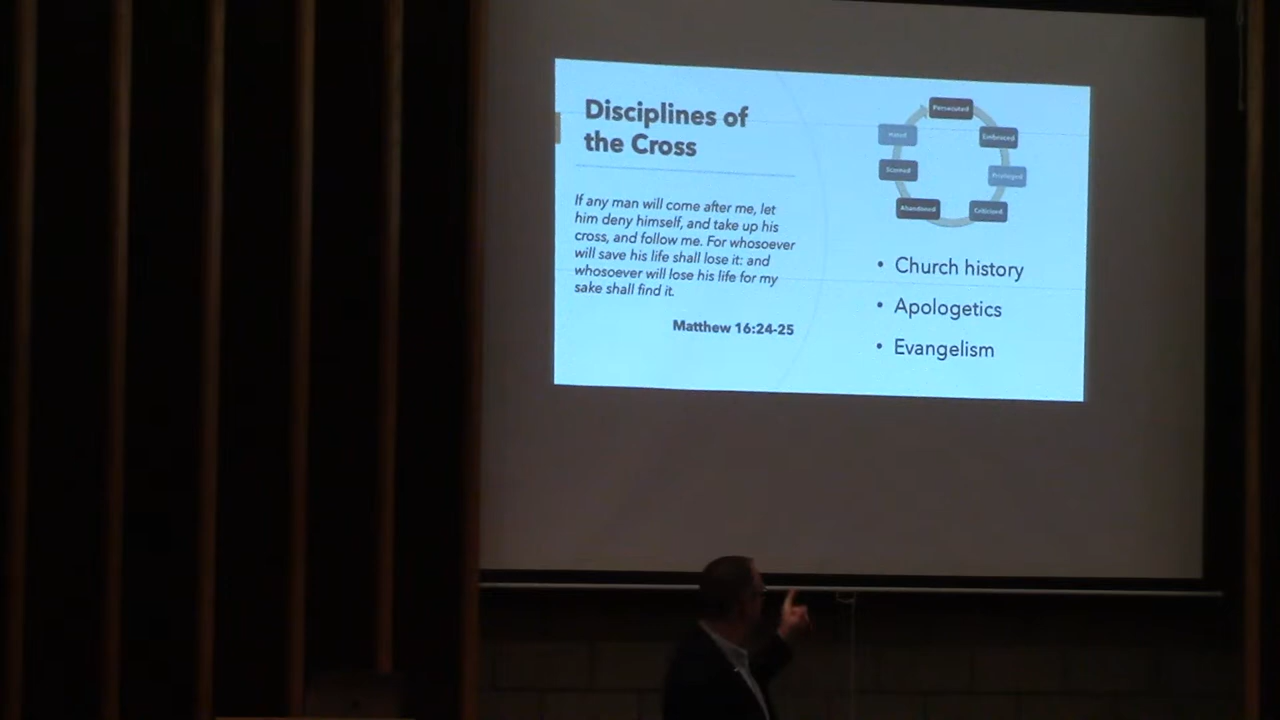 Disciplines of
the Cross
If any man will come after me, let
him deny himself, and take up his
cross, and follow me. For whosoever
will save his life shall lose it: and
whosoever will lose his life for my
sake shall find it.
Matthew 16:24-25
Persecuted
Embraced
Privileged
Criticized
Abandoned
Scorned
Hated
• Church history
• Apologetics
• Evangelism